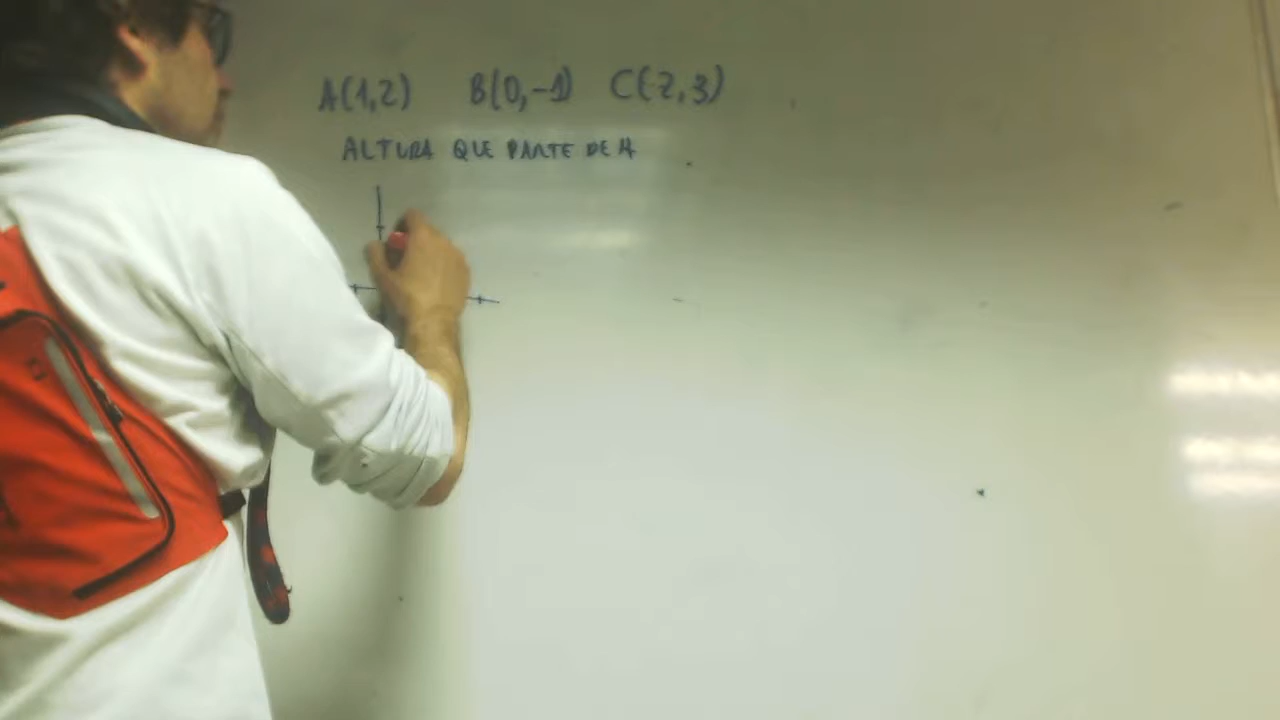 A(1,2) B(0,-1) C(-2,3)
ALTURA QUE PARTE DE A